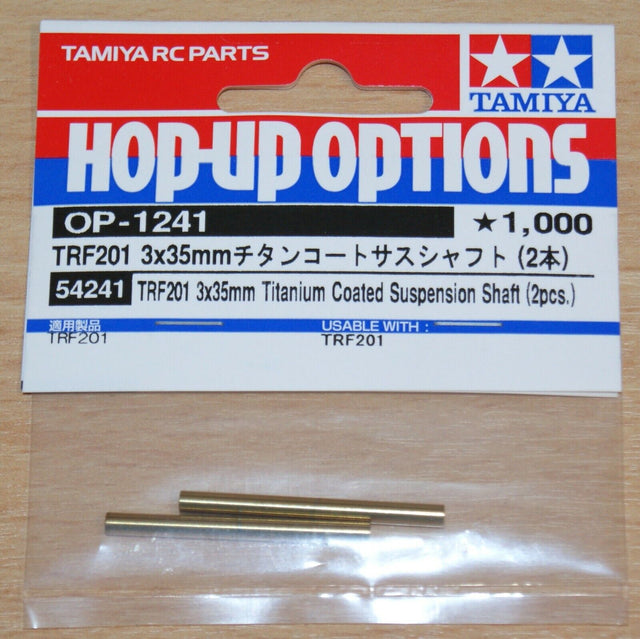 TAMIYA RC PARTS
TAMIYA
HOP-UP OPTIONS
OP-1241 ★1,000
TRF201 3x35mmチタンコートサスシャフト (2本)
54241 TRF201 3x35mm Titanium Coated Suspension Shaft (2pcs.)
適用製品 USABLE WITH :
TRF201 TRF201